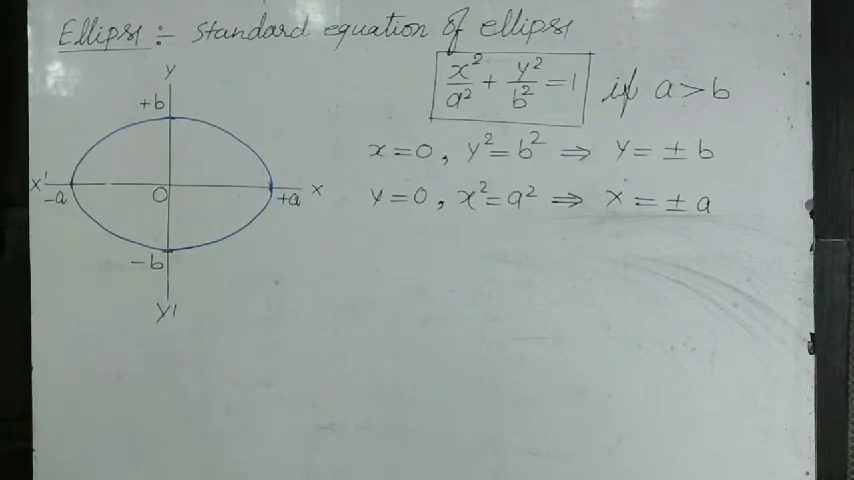 Ellipse :- Standard equation of ellipse
x²/a² + y²/b² = 1 if a > b
x = 0, y² = b² ⇒ y = ± b
y = 0, x² = a² ⇒ x = ± a
y
+b
x' -a O +a x
-b
y'